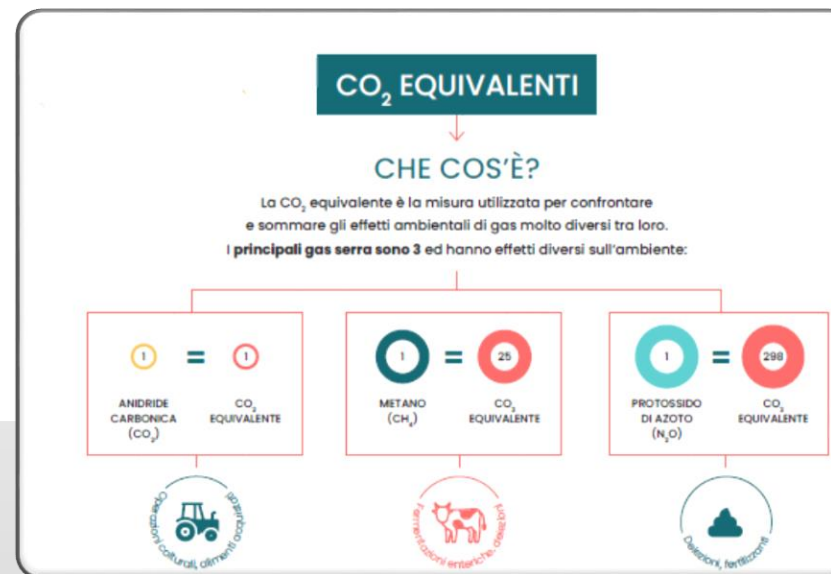 CO₂ EQUIVALENTI
CHE COS'È?
La CO₂ equivalente è la misura utilizzata per confrontare
e sommare gli effetti ambientali di gas molto diversi tra loro.
I principali gas serra sono 3 ed hanno effetti diversi sull'ambiente:
1 = 1
ANIDRIDE
CARBONICA
(CO₂)
CO₂
EQUIVALENTE
1 = 25
METANO
(CH₄)
CO₂
EQUIVALENTE
1 = 298
PROTOSSIDO
DI AZOTO
(N₂O)
CO₂
EQUIVALENTE
Operazioni colturali, alimenti acquistati
Fermentazioni enteriche, deiezioni
Deiezioni, fertilizzanti